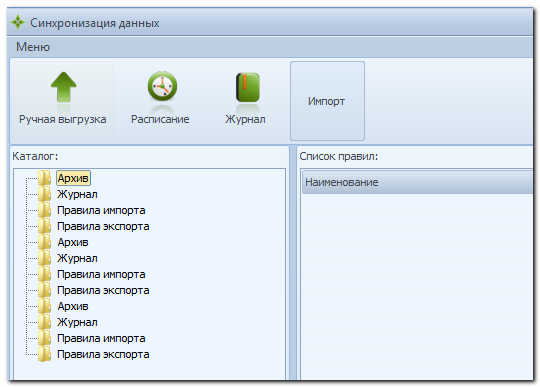 Синхронизация данных
Меню
Ручная выгрузка
Расписание
Журнал
Импорт
Каталог:
Архив
Журнал
Правила импорта
Правила экспорта
Архив
Журнал
Правила импорта
Правила экспорта
Архив
Журнал
Правила импорта
Правила экспорта
Список правил:
Наименование